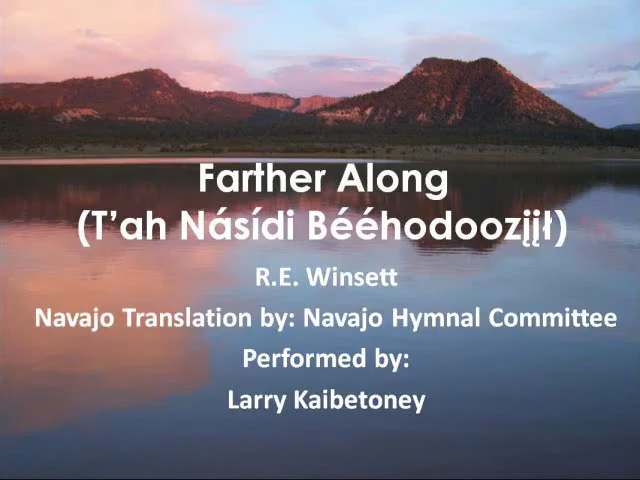 Farther Along
(T’ah Násídi Bééhodoozįįł)
R.E. Winsett
Navajo Translation by: Navajo Hymnal Committee
Performed by:
Larry Kaibetoney